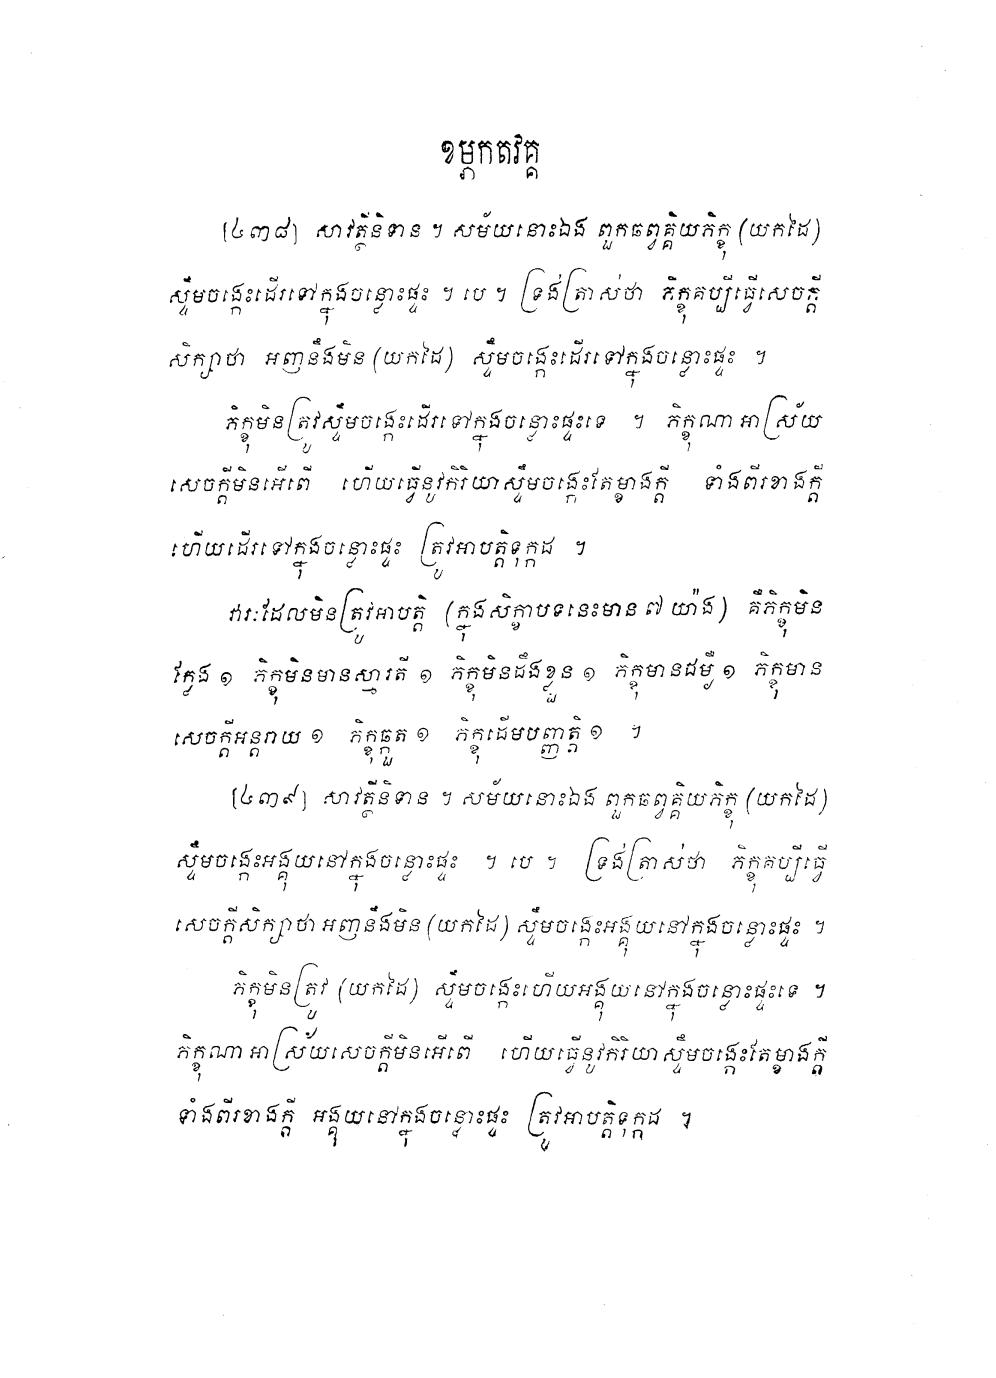 ខម្ភកតវគ្គ
[៤៣៨] សាវត្ថីនិទាន ។ សម័យនោះឯង ពួកឆព្វគ្គិយភិក្ខុ (យកដៃ)
ស្ទឹមចង្កេះដើរទៅក្នុងចន្លោះផ្ទះ ។ បេ ។ ទ្រង់ត្រាស់ថា ភិក្ខុគប្បីធ្វើសេចក្តី
សិក្សាថា អញនឹងមិន (យកដៃ) ស្ទឹមចង្កេះដើរទៅក្នុងចន្លោះផ្ទះ ។
ភិក្ខុមិនត្រូវស្ទឹមចង្កេះដើរទៅក្នុងចន្លោះផ្ទះទេ ។ ភិក្ខុណា អាស្រ័យ
សេចក្តីមិនអើពើ ហើយធ្វើនូវកិរិយាស្ទឹមចង្កេះតែម្ខាងក្តី ទាំងពីរខាងក្តី
ហើយដើរទៅក្នុងចន្លោះផ្ទះ ត្រូវអាបត្តិទុក្កដ ។
វារៈដែលមិនត្រូវអាបត្តិ (ក្នុងសិក្ខាបទនេះមាន ៧ យ៉ាង) គឺភិក្ខុមិន
ក្លែង ១ ភិក្ខុមិនមានស្មារតី ១ ភិក្ខុមិនដឹងខ្លួន ១ ភិក្ខុមានជម្ងឺ ១ ភិក្ខុមាន
សេចក្តីអន្តរាយ ១ ភិក្ខុឆ្កួត ១ ភិក្ខុដើមបញ្ញត្តិ ១ ។
[៤៣៩] សាវត្ថីនិទាន ។ សម័យនោះឯង ពួកឆព្វគ្គិយភិក្ខុ (យកដៃ)
ស្ទឹមចង្កេះអង្គុយនៅក្នុងចន្លោះផ្ទះ ។ បេ ។ ទ្រង់ត្រាស់ថា ភិក្ខុគប្បីធ្វើ
សេចក្តីសិក្សាថា អញនឹងមិន (យកដៃ) ស្ទឹមចង្កេះអង្គុយនៅក្នុងចន្លោះផ្ទះ ។
ភិក្ខុមិនត្រូវ (យកដៃ) ស្ទឹមចង្កេះហើយអង្គុយនៅក្នុងចន្លោះផ្ទះទេ ។
ភិក្ខុណា អាស្រ័យសេចក្តីមិនអើពើ ហើយធ្វើនូវកិរិយា ស្ទឹមចង្កេះតែម្ខាងក្តី
ទាំងពីរខាងក្តី អង្គុយនៅក្នុងចន្លោះផ្ទះ ត្រូវអាបត្តិទុក្កដ ។